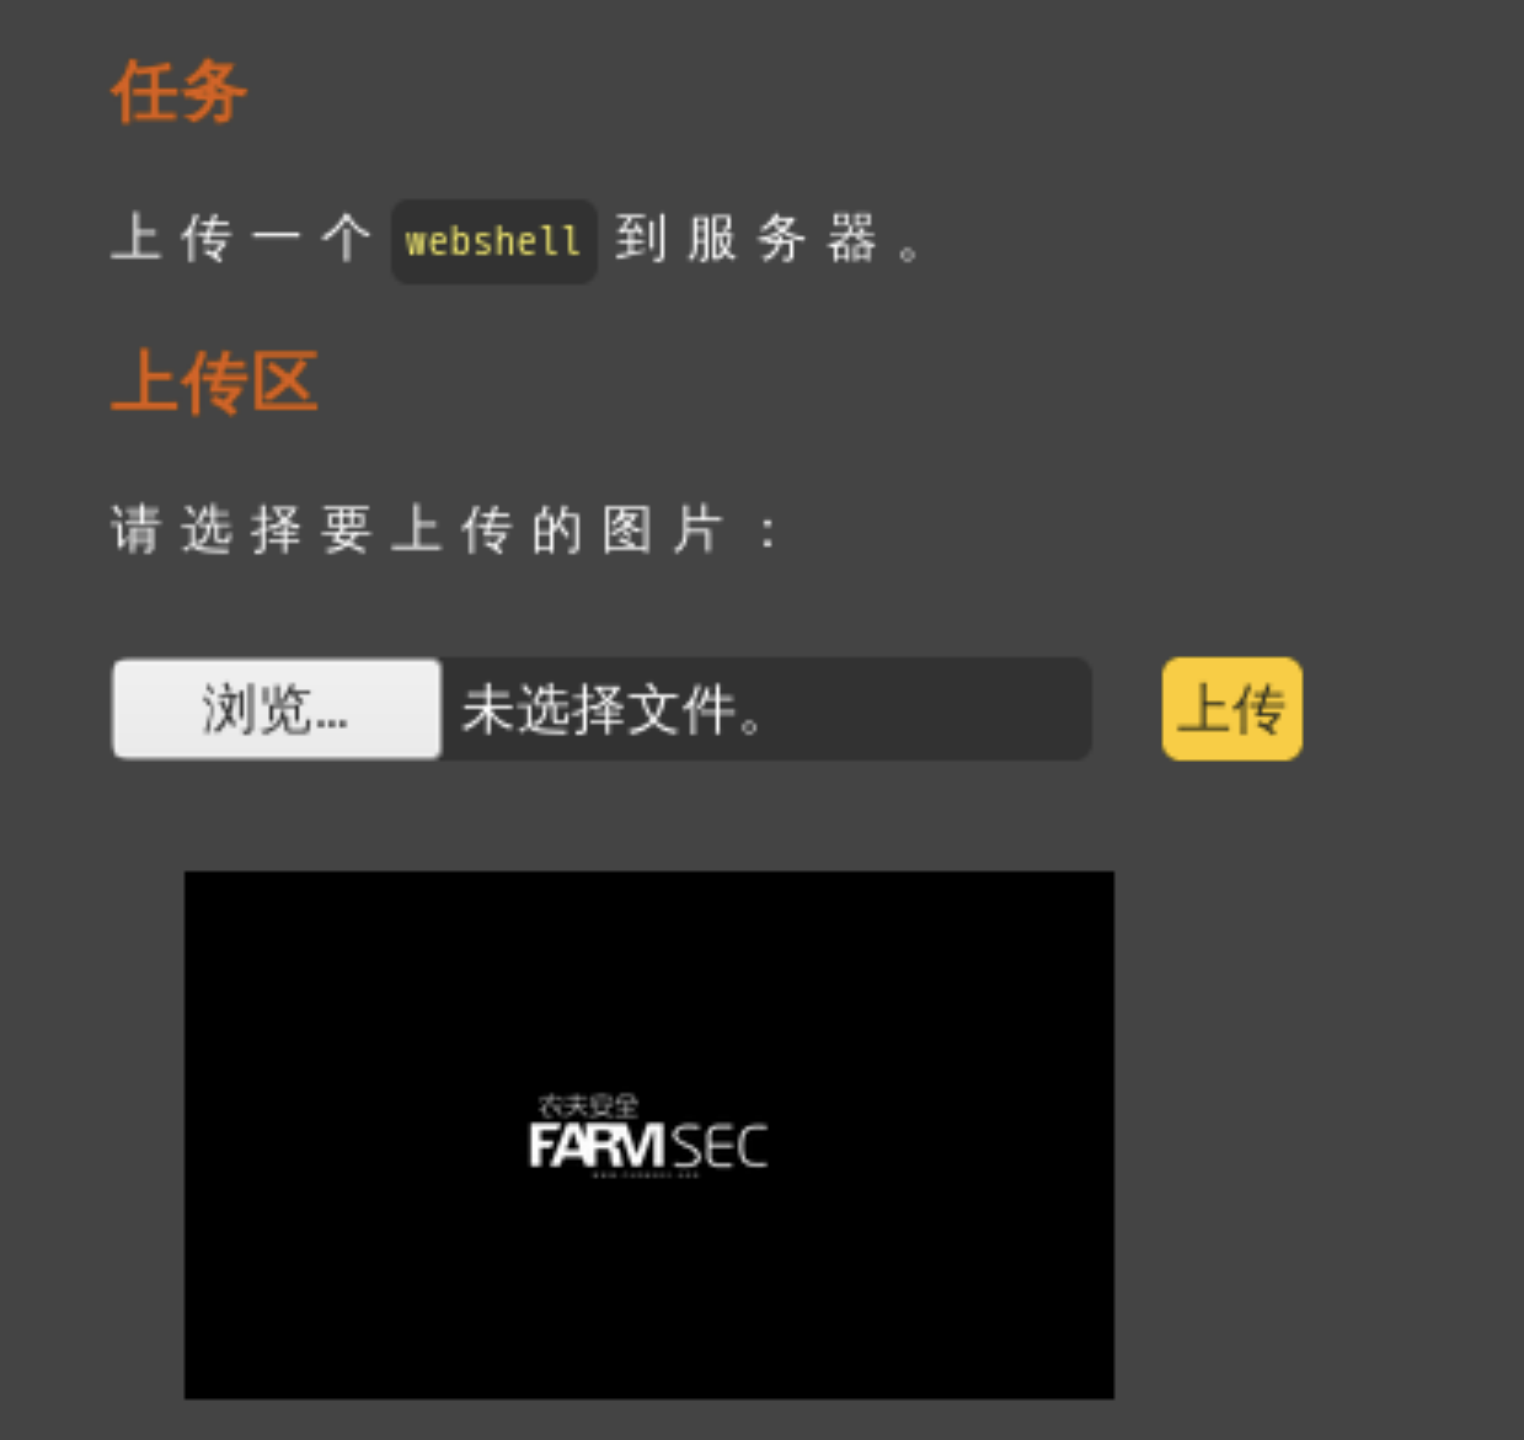 任务
上传一个 webshell 到服务器。
上传区
请选择要上传的图片：
浏览... 未选择文件。 上传
农夫安全
FARMSEC